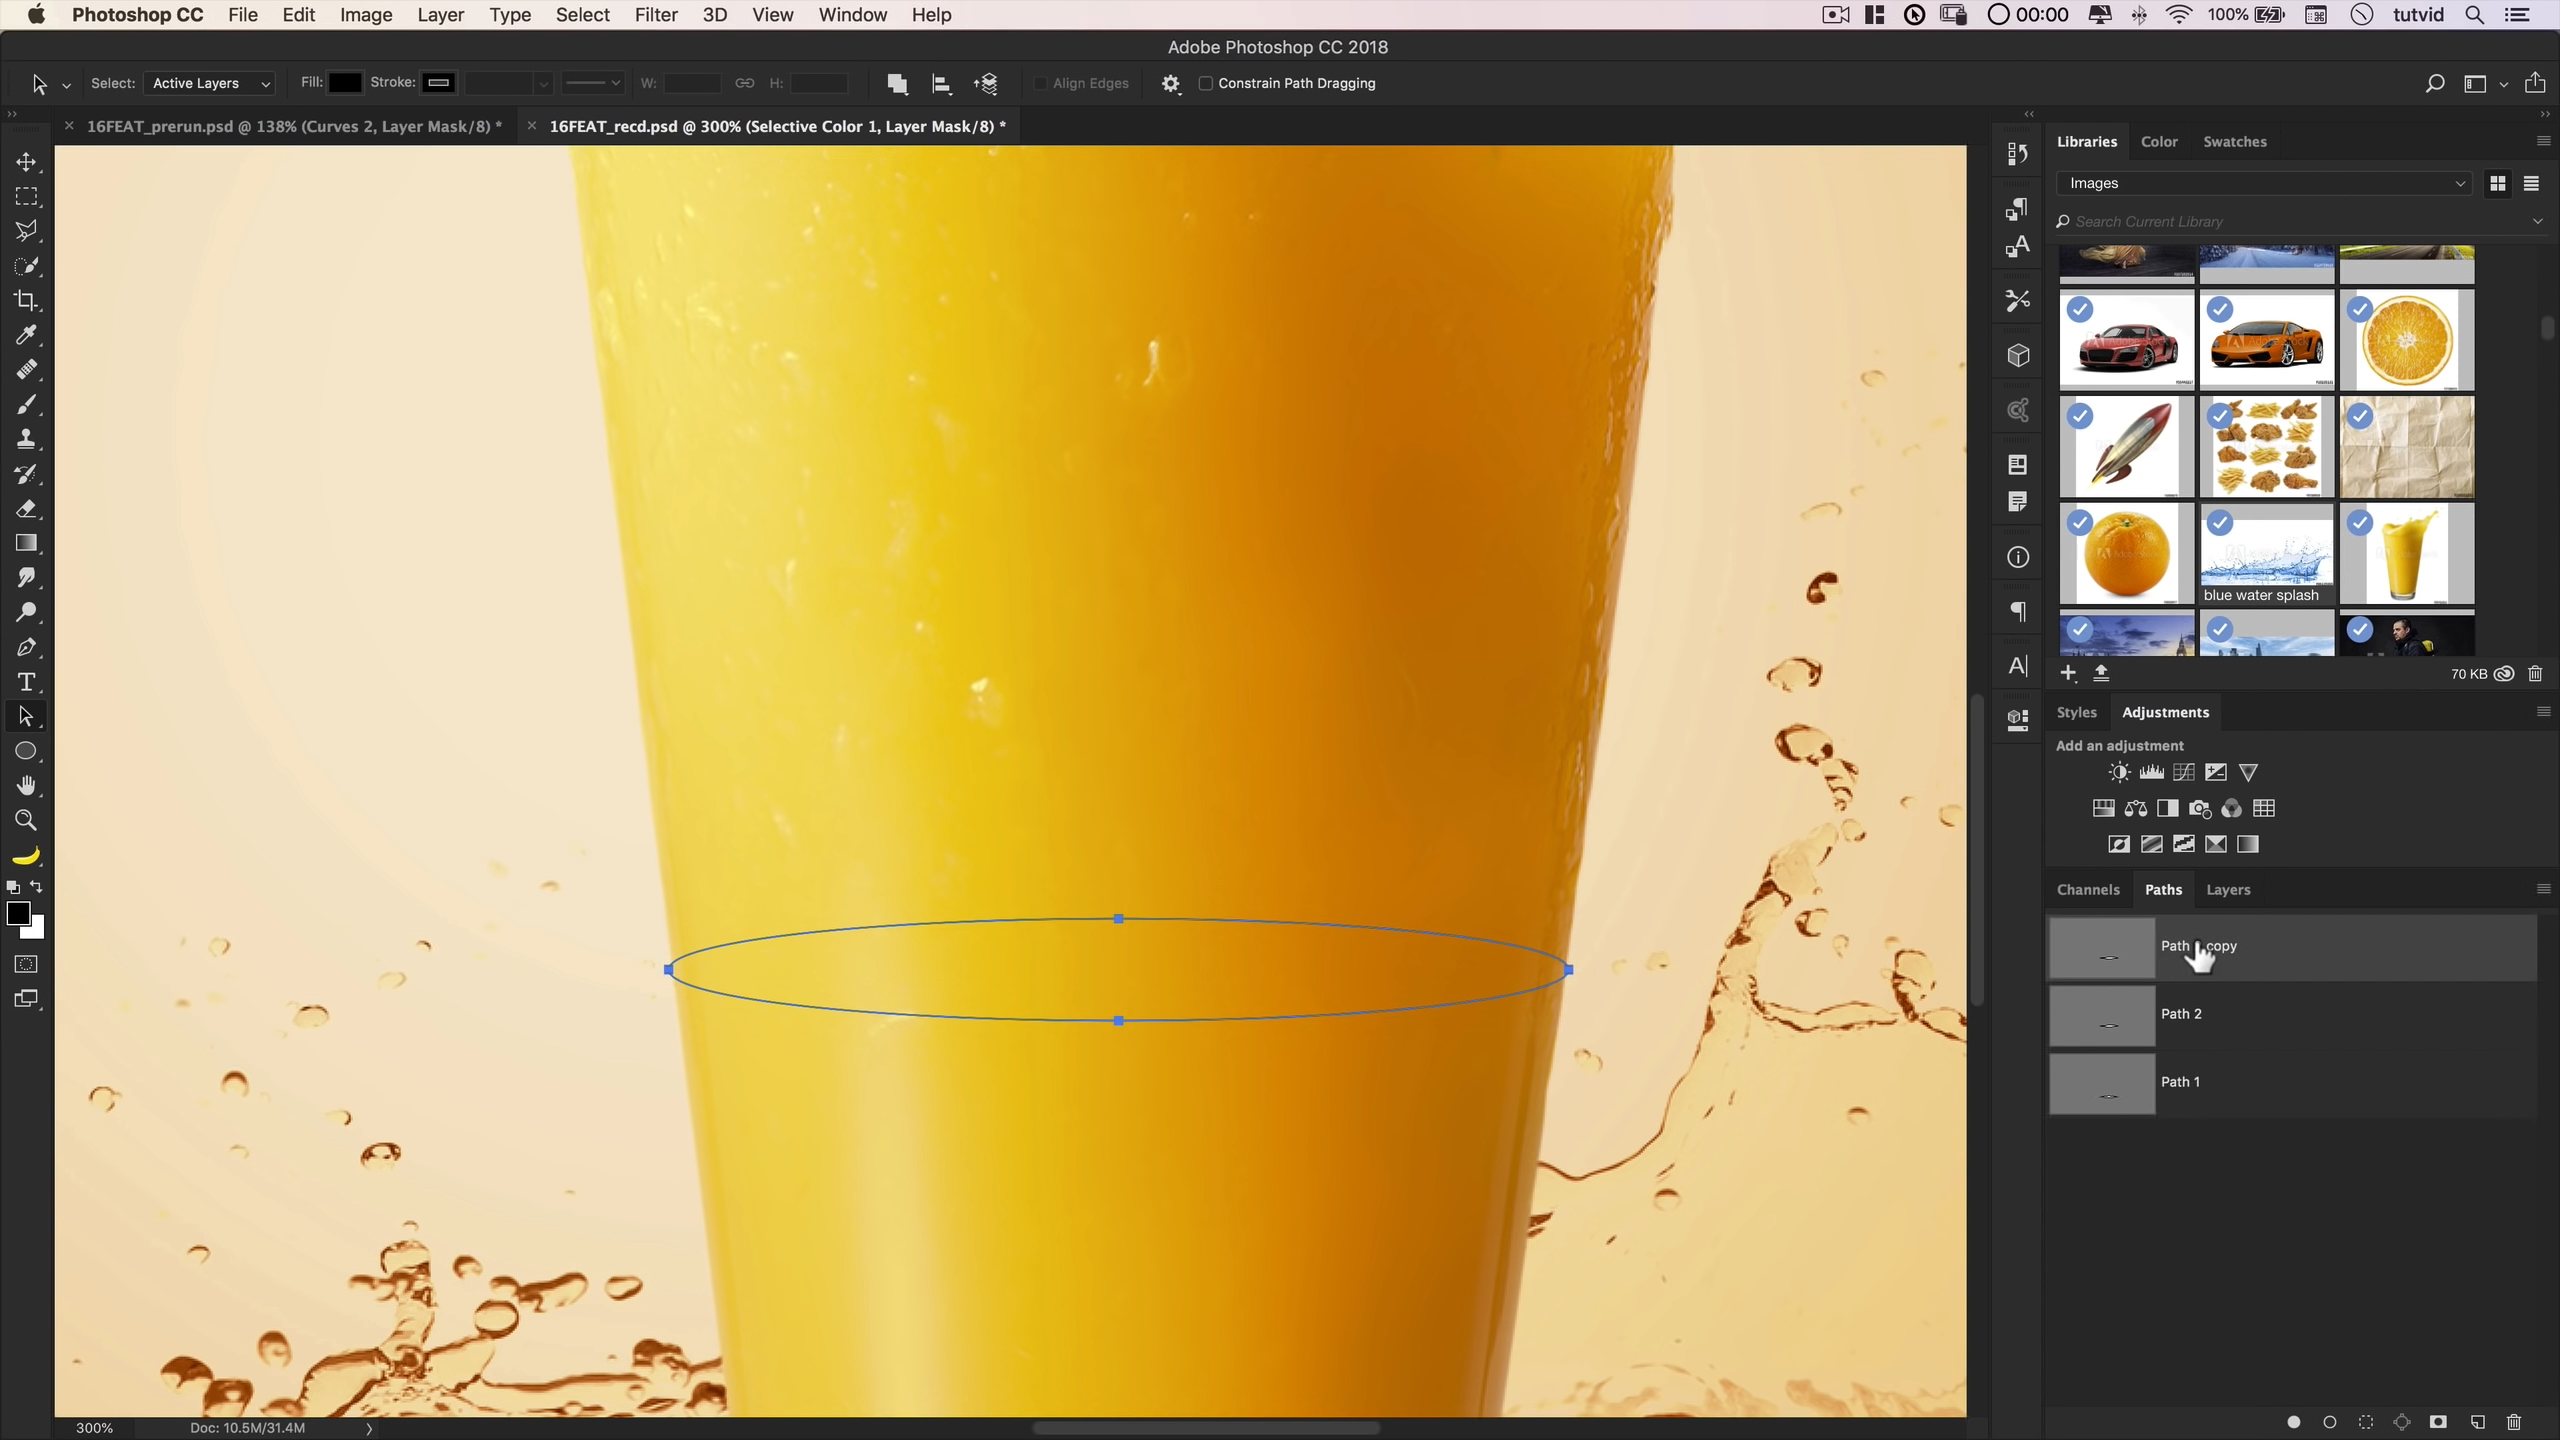 Photoshop CC File Edit Image Layer Type Select Filter 3D View Window Help 00:00 100% tutvid
Adobe Photoshop CC 2018
Select: Active Layers Fill: Stroke: W: H: Align Edges Constrain Path Dragging
16FEAT_prerun.psd @ 138% (Curves 2, Layer Mask/8) * 16FEAT_recd.psd @ 300% (Selective Color 1, Layer Mask/8) *
Libraries Color Swatches
Images
Search Current Library
blue water splash
70 KB
Styles Adjustments
Add an adjustment
Channels Paths Layers
Path copy
Path 2
Path 1
300% Doc: 10.5M/31.4M